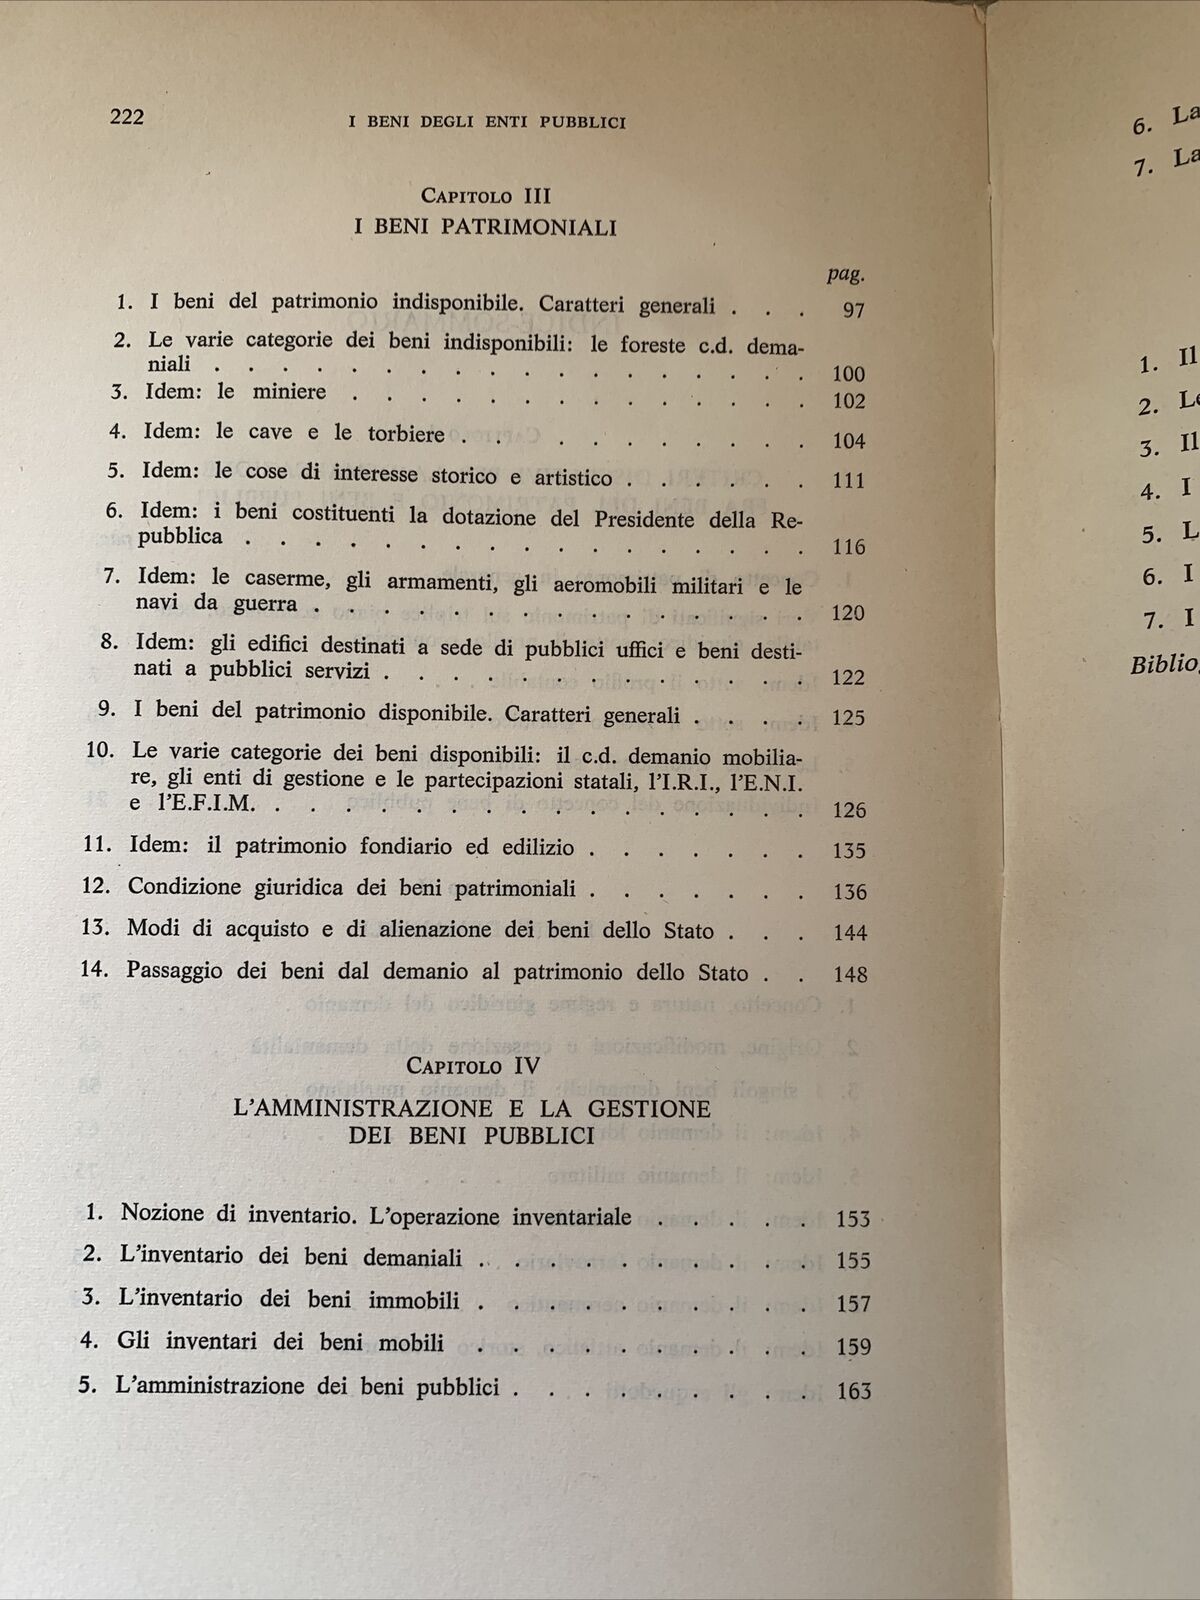 222
I BENI DEGLI ENTI PUBBLICI
CAPITOLO III
I BENI PATRIMONIALI
pag.
1. I beni del patrimonio indisponibile. Caratteri generali . . . 97
2. Le varie categorie dei beni indisponibili: le foreste c.d. dema-
niali . . . . . . . . . . . . . . . . . . 100
3. Idem: le miniere . . . . . . . . . . . . . . 102
4. Idem: le cave e le torbiere . . . . . . . . . . 104
5. Idem: le cose di interesse storico e artistico . . . . . . 111
6. Idem: i beni costituenti la dotazione del Presidente della Re-
pubblica . . . . . . . . . . . . . . . . . 116
7. Idem: le caserme, gli armamenti, gli aeromobili militari e le
navi da guerra . . . . . . . . . . . . . . . 120
8. Idem: gli edifici destinati a sede di pubblici uffici e beni desti-
nati a pubblici servizi . . . . . . . . . . . . . 122
9. I beni del patrimonio disponibile. Caratteri generali . . . . 125
10. Le varie categorie dei beni disponibili: il c.d. demanio mobilia-
re, gli enti di gestione e le partecipazioni statali, l'I.R.I., l'E.N.I.
e l'E.F.I.M. . . . . . . . . . . . . . . . . 126
11. Idem: il patrimonio fondiario ed edilizio . . . . . . . 135
12. Condizione giuridica dei beni patrimoniali . . . . . . . 136
13. Modi di acquisto e di alienazione dei beni dello Stato . . . 144
14. Passaggio dei beni dal demanio al patrimonio dello Stato . . 148
CAPITOLO IV
L'AMMINISTRAZIONE E LA GESTIONE
DEI BENI PUBBLICI
1. Nozione di inventario. L'operazione inventariale . . . . . 153
2. L'inventario dei beni demaniali . . . . . . . . . . 155
3. L'inventario dei beni immobili . . . . . . . . . . 157
4. Gli inventari dei beni mobili . . . . . . . . . . 159
5. L'amministrazione dei beni pubblici . . . . . . . . . 163
6. La
7. La
1. Il
2. Le
3. Il
4. I
5. L
6. I
7. I
Bibliog